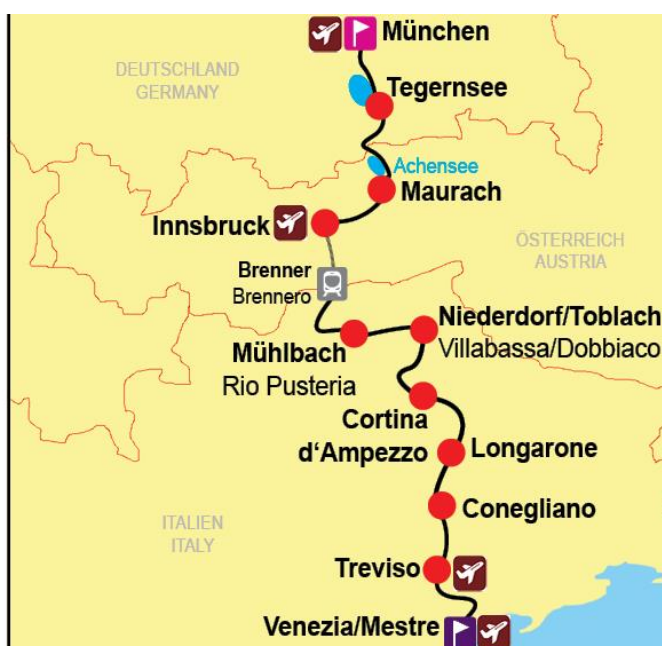 München
DEUTSCHLAND
GERMANY
Tegernsee
Achensee
Maurach
Innsbruck
ÖSTERREICH
AUSTRIA
Brenner
Brennero
Niederdorf/Toblach
Villabassa/Dobbiaco
Mühlbach
Rio Pusteria
Cortina
d'Ampezzo
Longarone
Conegliano
ITALIEN
ITALY
Treviso
Venezia/Mestre